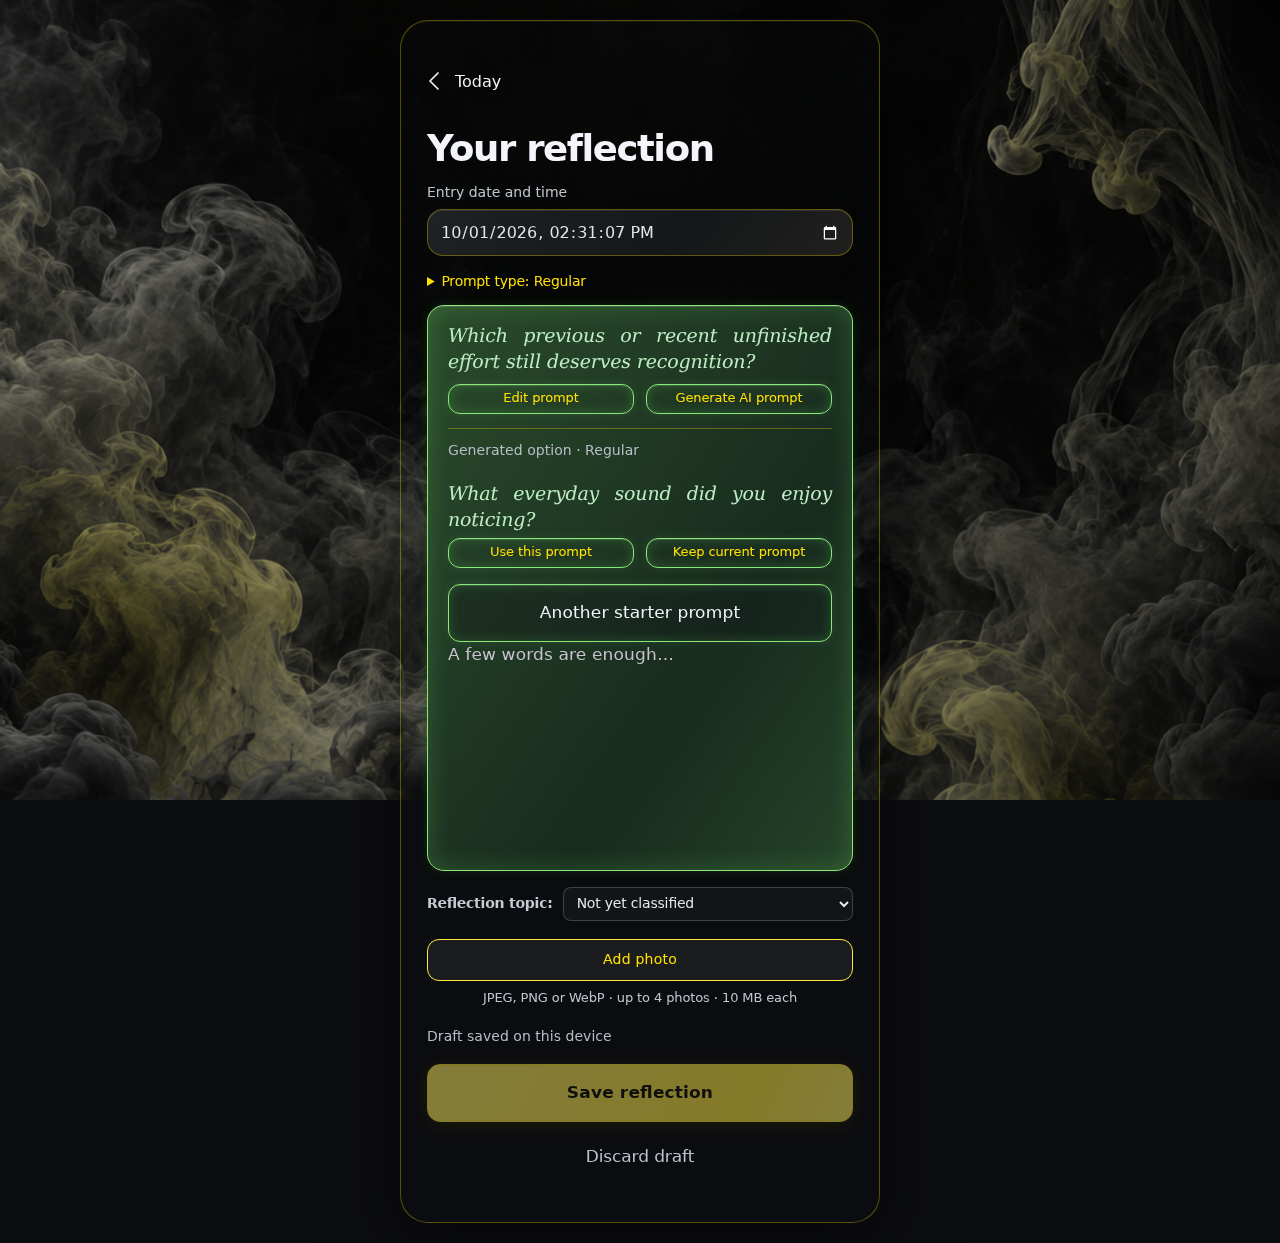 Today
Your reflection
Entry date and time
10/01/2026, 02:31:07 PM
Prompt type: Regular
Which previous or recent unfinished
effort still deserves recognition?
Edit prompt
Generate AI prompt
Generated option · Regular
What everyday sound did you enjoy
noticing?
Use this prompt
Keep current prompt
Another starter prompt
A few words are enough…
Reflection topic:
Not yet classified
Add photo
JPEG, PNG or WebP · up to 4 photos · 10 MB each
Draft saved on this device
Save reflection
Discard draft